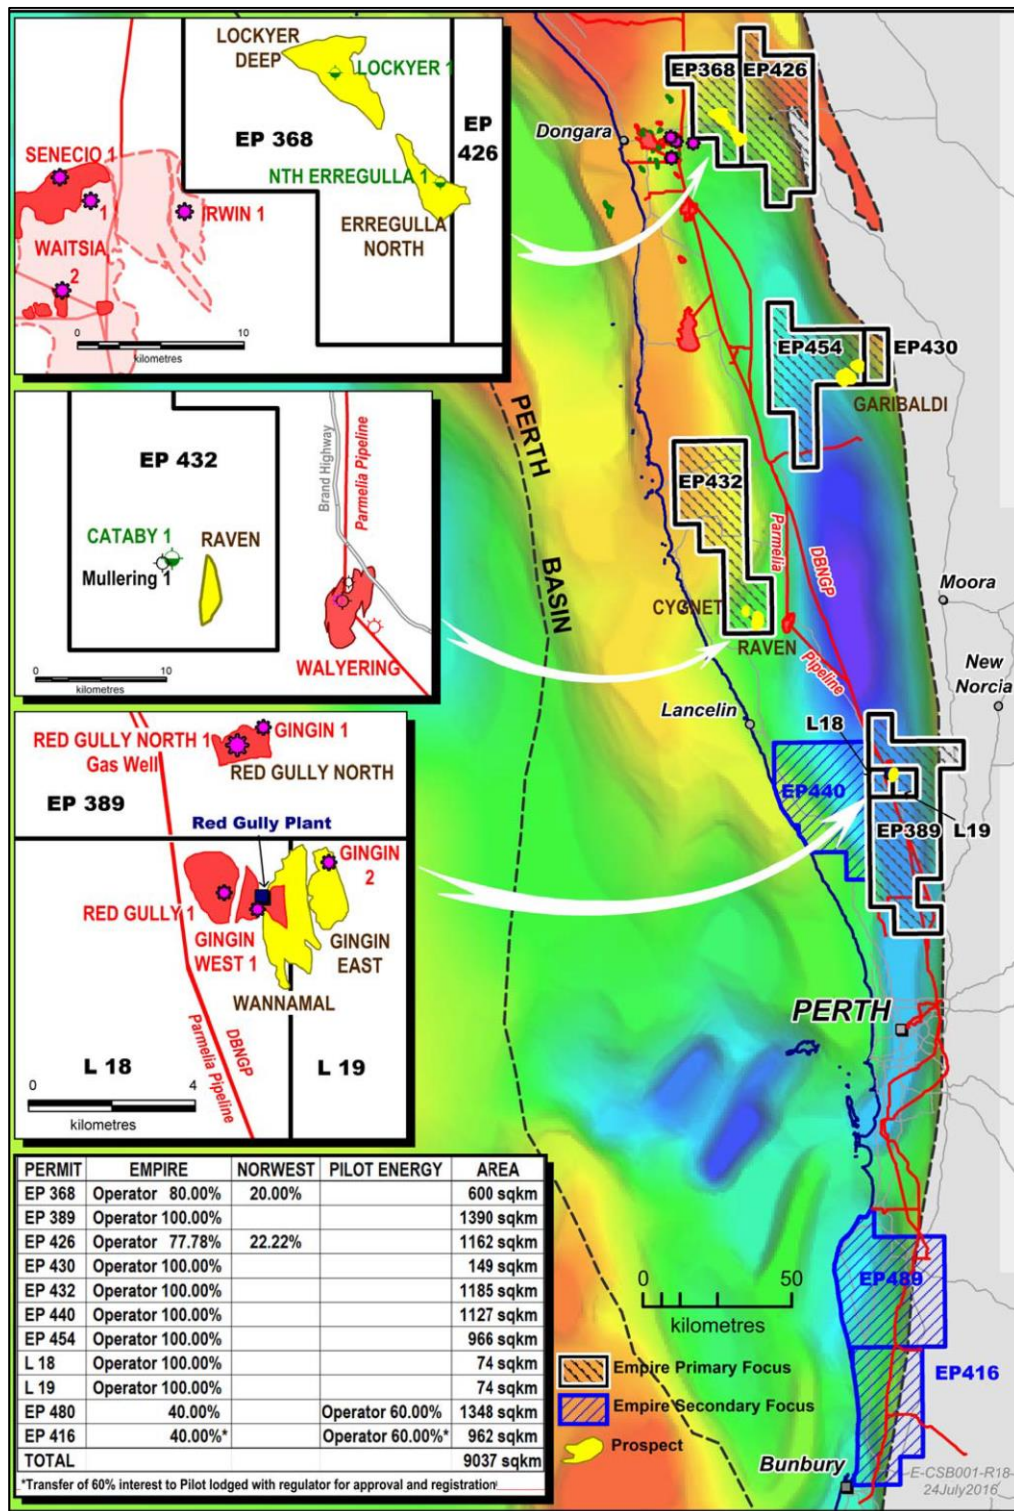 LOCKYER
DEEP
LOCKYER 1
EP 368
EP
426
SENECIO 1
NTH ERREGULLA 1
1
IRWIN 1
ERREGULLA
NORTH
WAITSIA
2
0 10
kilometres
EP 432
Brand Highway
Parmelia Pipeline
CATABY 1
RAVEN
Mullering 1
WALYERING
0 10
kilometres
RED GULLY NORTH 1
Gas Well
GINGIN 1
RED GULLY NORTH
EP 389
Red Gully Plant
GINGIN
2
RED GULLY 1
GINGIN
WEST 1
GINGIN
EAST
WANNAMAL
DBNGP
Parmelia Pipeline
L 18
L 19
0 4
kilometres
EP368
EP426
Dongara
EP454
EP430
GARIBALDI
PERTH
BASIN
EP432
Parmelia
DBNGP
Pipeline
CYGNET
RAVEN
Moora
New
Norcia
Lancelin
L18
EP440
EP389
L19
PERTH
EP489
EP416
Bunbury
0 50
kilometres
Empire Primary Focus
Empire Secondary Focus
Prospect
E-CSB001-R18-
24July2016
PERMIT EMPIRE NORWEST PILOT ENERGY AREA
EP 368 Operator 80.00% 20.00% 600 sqkm
EP 389 Operator 100.00% 1390 sqkm
EP 426 Operator 77.78% 22.22% 1162 sqkm
EP 430 Operator 100.00% 149 sqkm
EP 432 Operator 100.00% 1185 sqkm
EP 440 Operator 100.00% 1127 sqkm
EP 454 Operator 100.00% 966 sqkm
L 18 Operator 100.00% 74 sqkm
L 19 Operator 100.00% 74 sqkm
EP 480 40.00% Operator 60.00% 1348 sqkm
EP 416 40.00%* Operator 60.00%* 962 sqkm
TOTAL 9037 sqkm
*Transfer of 60% interest to Pilot lodged with regulator for approval and registration